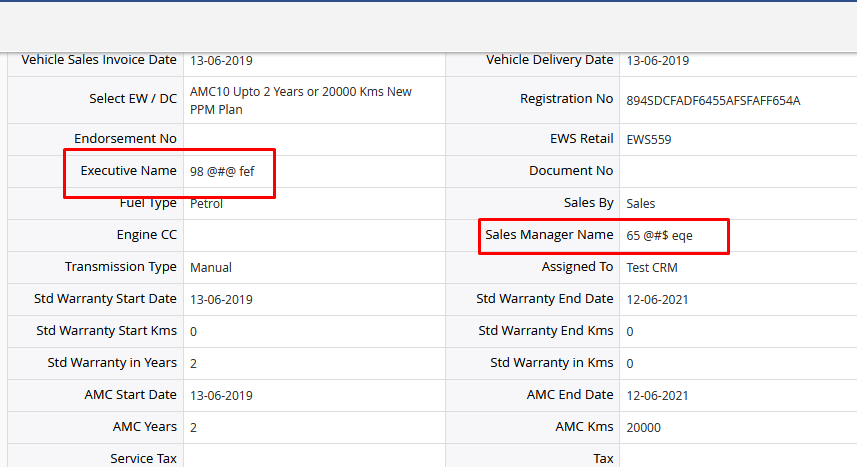 Vehicle Sales Invoice Date 13-06-2019 Vehicle Delivery Date 13-06-2019
Select EW / DC AMC10 Upto 2 Years or 20000 Kms New PPM Plan Registration No 894SDCFADF6455AFSFAFF654A
Endorsement No EWS Retail EWS559
Executive Name 98 @#@ fef Document No
Fuel Type Petrol Sales By Sales
Engine CC Sales Manager Name 65 @#$ eqe
Transmission Type Manual Assigned To Test CRM
Std Warranty Start Date 13-06-2019 Std Warranty End Date 12-06-2021
Std Warranty Start Kms 0 Std Warranty End Kms 0
Std Warranty in Years 2 Std Warranty in Kms 0
AMC Start Date 13-06-2019 AMC End Date 12-06-2021
AMC Years 2 AMC Kms 20000
Service Tax Tax